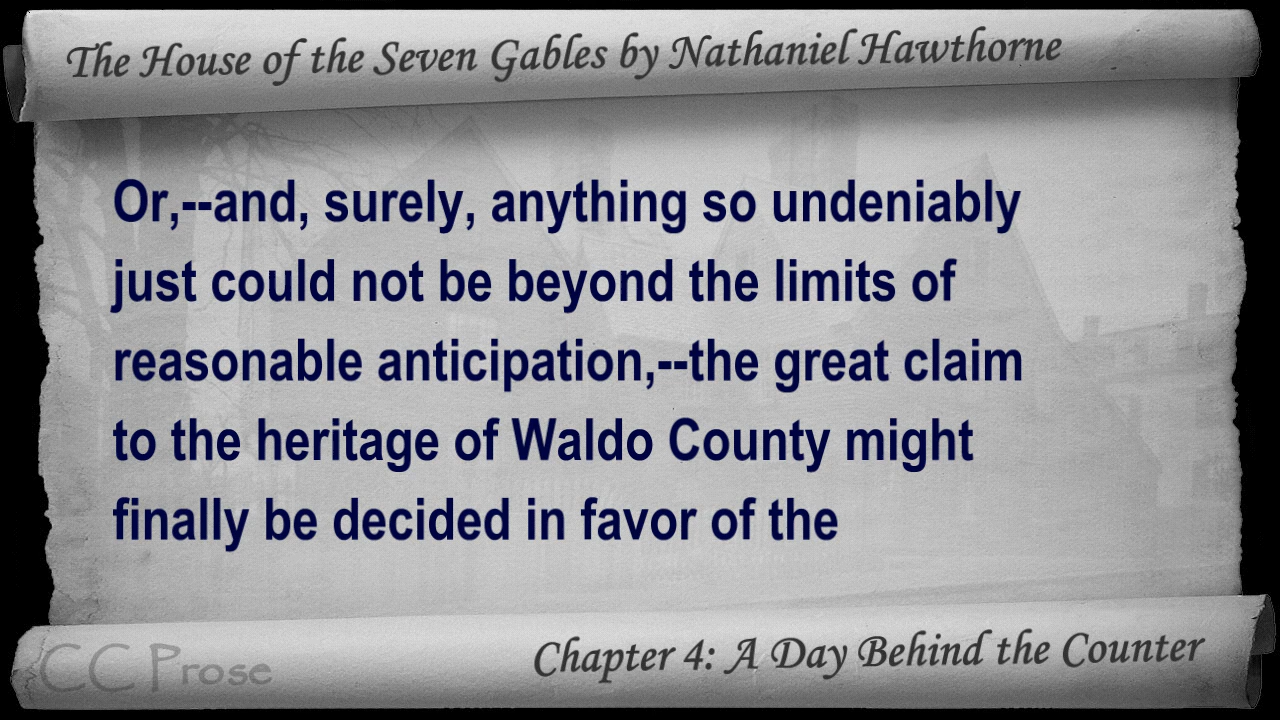 The House of the Seven Gables by Nathaniel Hawthorne
Or,--and, surely, anything so undeniably
just could not be beyond the limits of
reasonable anticipation,--the great claim
to the heritage of Waldo County might
finally be decided in favor of the
CC Prose
Chapter 4: A Day Behind the Counter